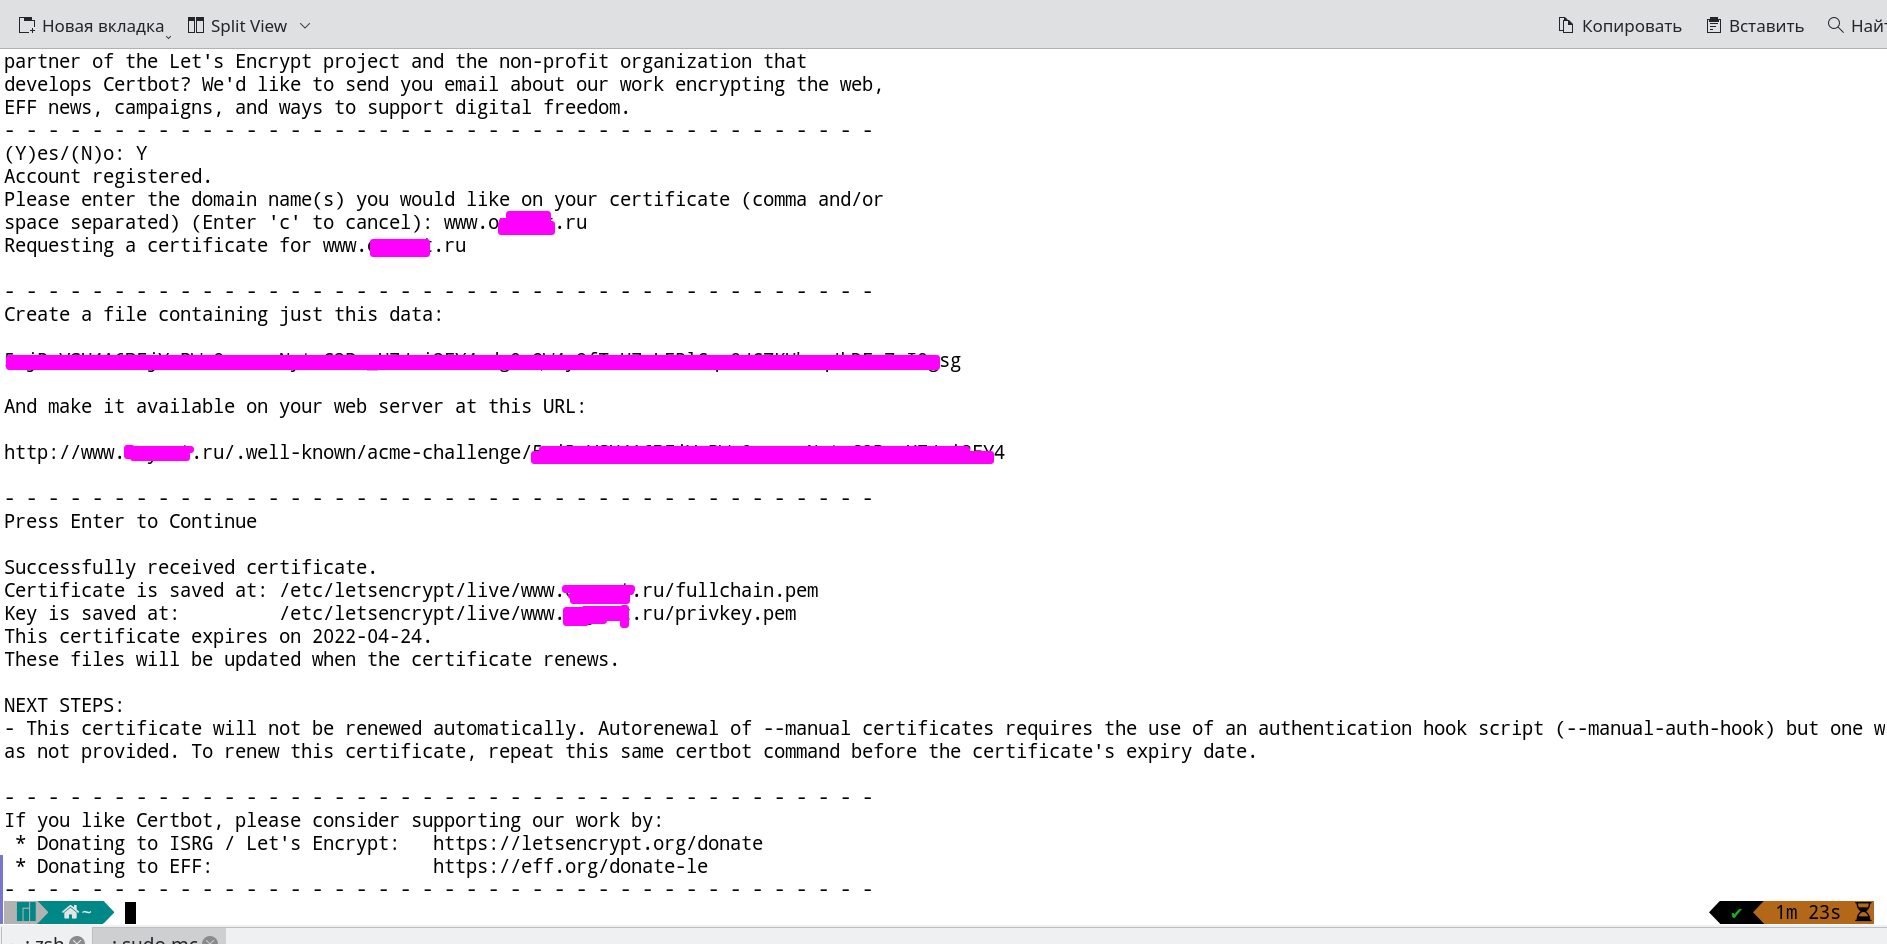 Новая вкладка Split View Копировать Вставить Най
partner of the Let's Encrypt project and the non-profit organization that
develops Certbot? We'd like to send you email about our work encrypting the web,
EFF news, campaigns, and ways to support digital freedom.
- - - - - - - - - - - - - - - - - - - - - - - - - - - - - - - - - - - - - - - -
(Y)es/(N)o: Y
Account registered.
Please enter the domain name(s) you would like on your certificate (comma and/or
space separated) (Enter 'c' to cancel): www.o .ru
Requesting a certificate for www. .ru
- - - - - - - - - - - - - - - - - - - - - - - - - - - - - - - - - - - - - - - -
Create a file containing just this data:
sg
And make it available on your web server at this URL:
http://www. .ru/.well-known/acme-challenge/ 4
- - - - - - - - - - - - - - - - - - - - - - - - - - - - - - - - - - - - - - - -
Press Enter to Continue
Successfully received certificate.
Certificate is saved at: /etc/letsencrypt/live/www. .ru/fullchain.pem
Key is saved at: /etc/letsencrypt/live/www. .ru/privkey.pem
This certificate expires on 2022-04-24.
These files will be updated when the certificate renews.
NEXT STEPS:
- This certificate will not be renewed automatically. Autorenewal of --manual certificates requires the use of an authentication hook script (--manual-auth-hook) but one w
as not provided. To renew this certificate, repeat this same certbot command before the certificate's expiry date.
- - - - - - - - - - - - - - - - - - - - - - - - - - - - - - - - - - - - - - - -
If you like Certbot, please consider supporting our work by:
* Donating to ISRG / Let's Encrypt: https://letsencrypt.org/donate
* Donating to EFF: https://eff.org/donate-le
- - - - - - - - - - - - - - - - - - - - - - - - - - - - - - - - - - - - - - - -
~ ✔ 1m 23s
: zsh : sudo mc